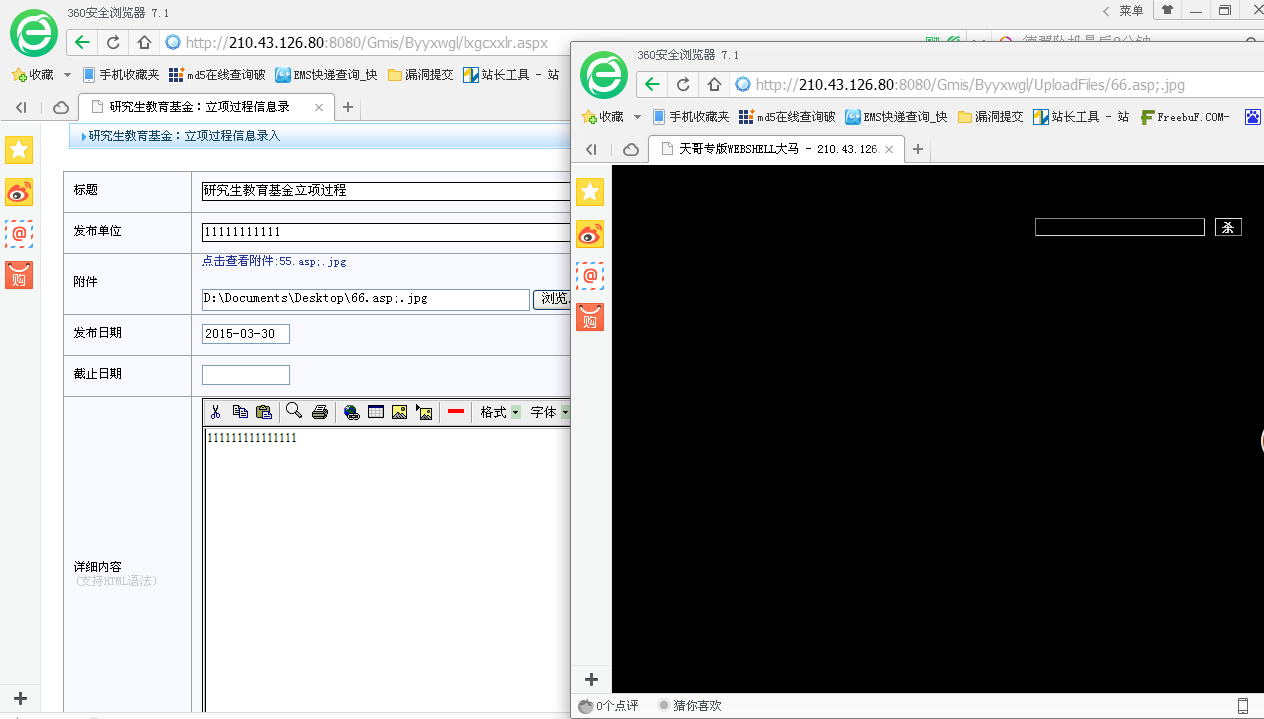 360安全浏览器 7.1
菜单
http://210.43.126.80:8080/Gmis/Byyxwgl/lxgcxxlr.aspx
收藏 手机收藏夹 md5在线查询破 EMS快递查询_快 漏洞提交 站长工具 - 站
研究生教育基金：立项过程信息录
研究生教育基金：立项过程信息录入
标题 研究生教育基金立项过程
发布单位 11111111111
附件 点击查看附件:55.asp;.jpg
D:\Documents\Desktop\66.asp;.jpg 浏览.
发布日期 2015-03-30
截止日期
格式 字体
111111111111111
详细内容
(支持HTML语法)
购
360安全浏览器 7.1
http://210.43.126.80:8080/Gmis/Byyxwgl/UploadFiles/66.asp;.jpg
收藏 手机收藏夹 md5在线查询破 EMS快递查询_快 漏洞提交 站长工具 - 站 FreebuF.COM-
天哥专版WEBSHELL大马 - 210.43.126.
杀
购
0个点评 猜你喜欢